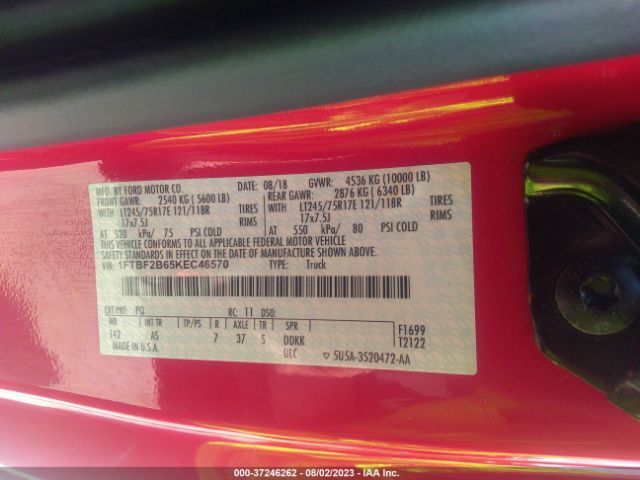 MFD. BY FORD MOTOR CO.
DATE: 08/18 GVWR: 4536 KG (10000 LB)
FRONT GAWR: 2540 KG ( 5600 LB) REAR GAWR: 2876 KG ( 6340 LB)
WITH LT245/75R17E 121/118R TIRES WITH LT245/75R17E 121/118R TIRES
17x7.5J RIMS 17x7.5J RIMS
AT 520 kPa/ 75 PSI COLD AT 550 kPa/ 80 PSI COLD
THIS VEHICLE CONFORMS TO ALL APPLICABLE FEDERAL MOTOR VEHICLE
SAFETY STANDARDS IN EFFECT ON THE DATE OF MANUFACTURE SHOWN ABOVE.
VIN: 1FTBF2B65KEC46570 TYPE: Truck
EXT PNT: PQ RC: 11 DSO:
WB INT TR TP/PS R AXLE TR SPR F1699
142 AS 7 37 5 DDKK T2122
MADE IN U.S.A. ULC ▽ 5U5A-3520472-AA
000-37246262 - 08/02/2023 - © IAA Inc.